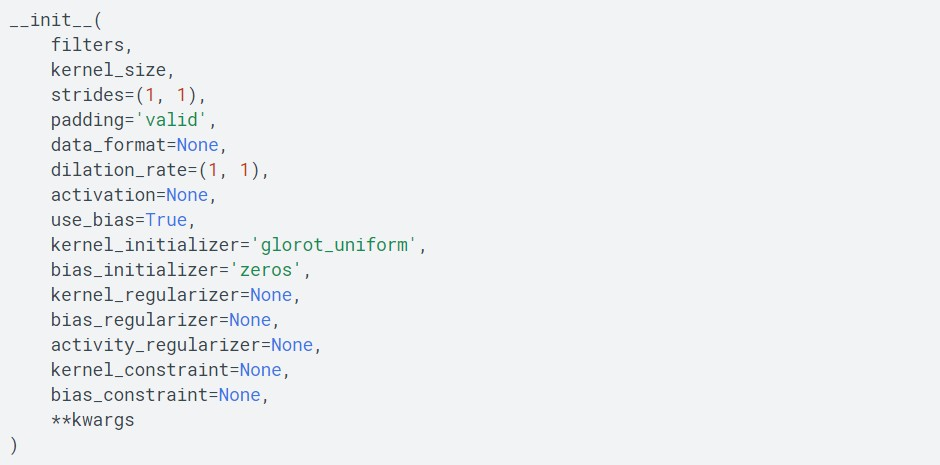 __init__(
    filters,
    kernel_size,
    strides=(1, 1),
    padding='valid',
    data_format=None,
    dilation_rate=(1, 1),
    activation=None,
    use_bias=True,
    kernel_initializer='glorot_uniform',
    bias_initializer='zeros',
    kernel_regularizer=None,
    bias_regularizer=None,
    activity_regularizer=None,
    kernel_constraint=None,
    bias_constraint=None,
    **kwargs
)